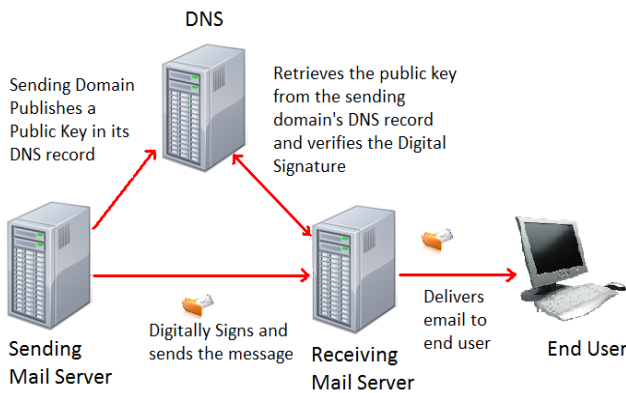 DNS
Sending Domain
Publishes a
Public Key in its
DNS record
Retrieves the public key
from the sending
domain's DNS record
and verifies the Digital
Signature
Digitally Signs and
sends the message
Delivers
email to
end user
Sending
Mail Server
Receiving
Mail Server
End User